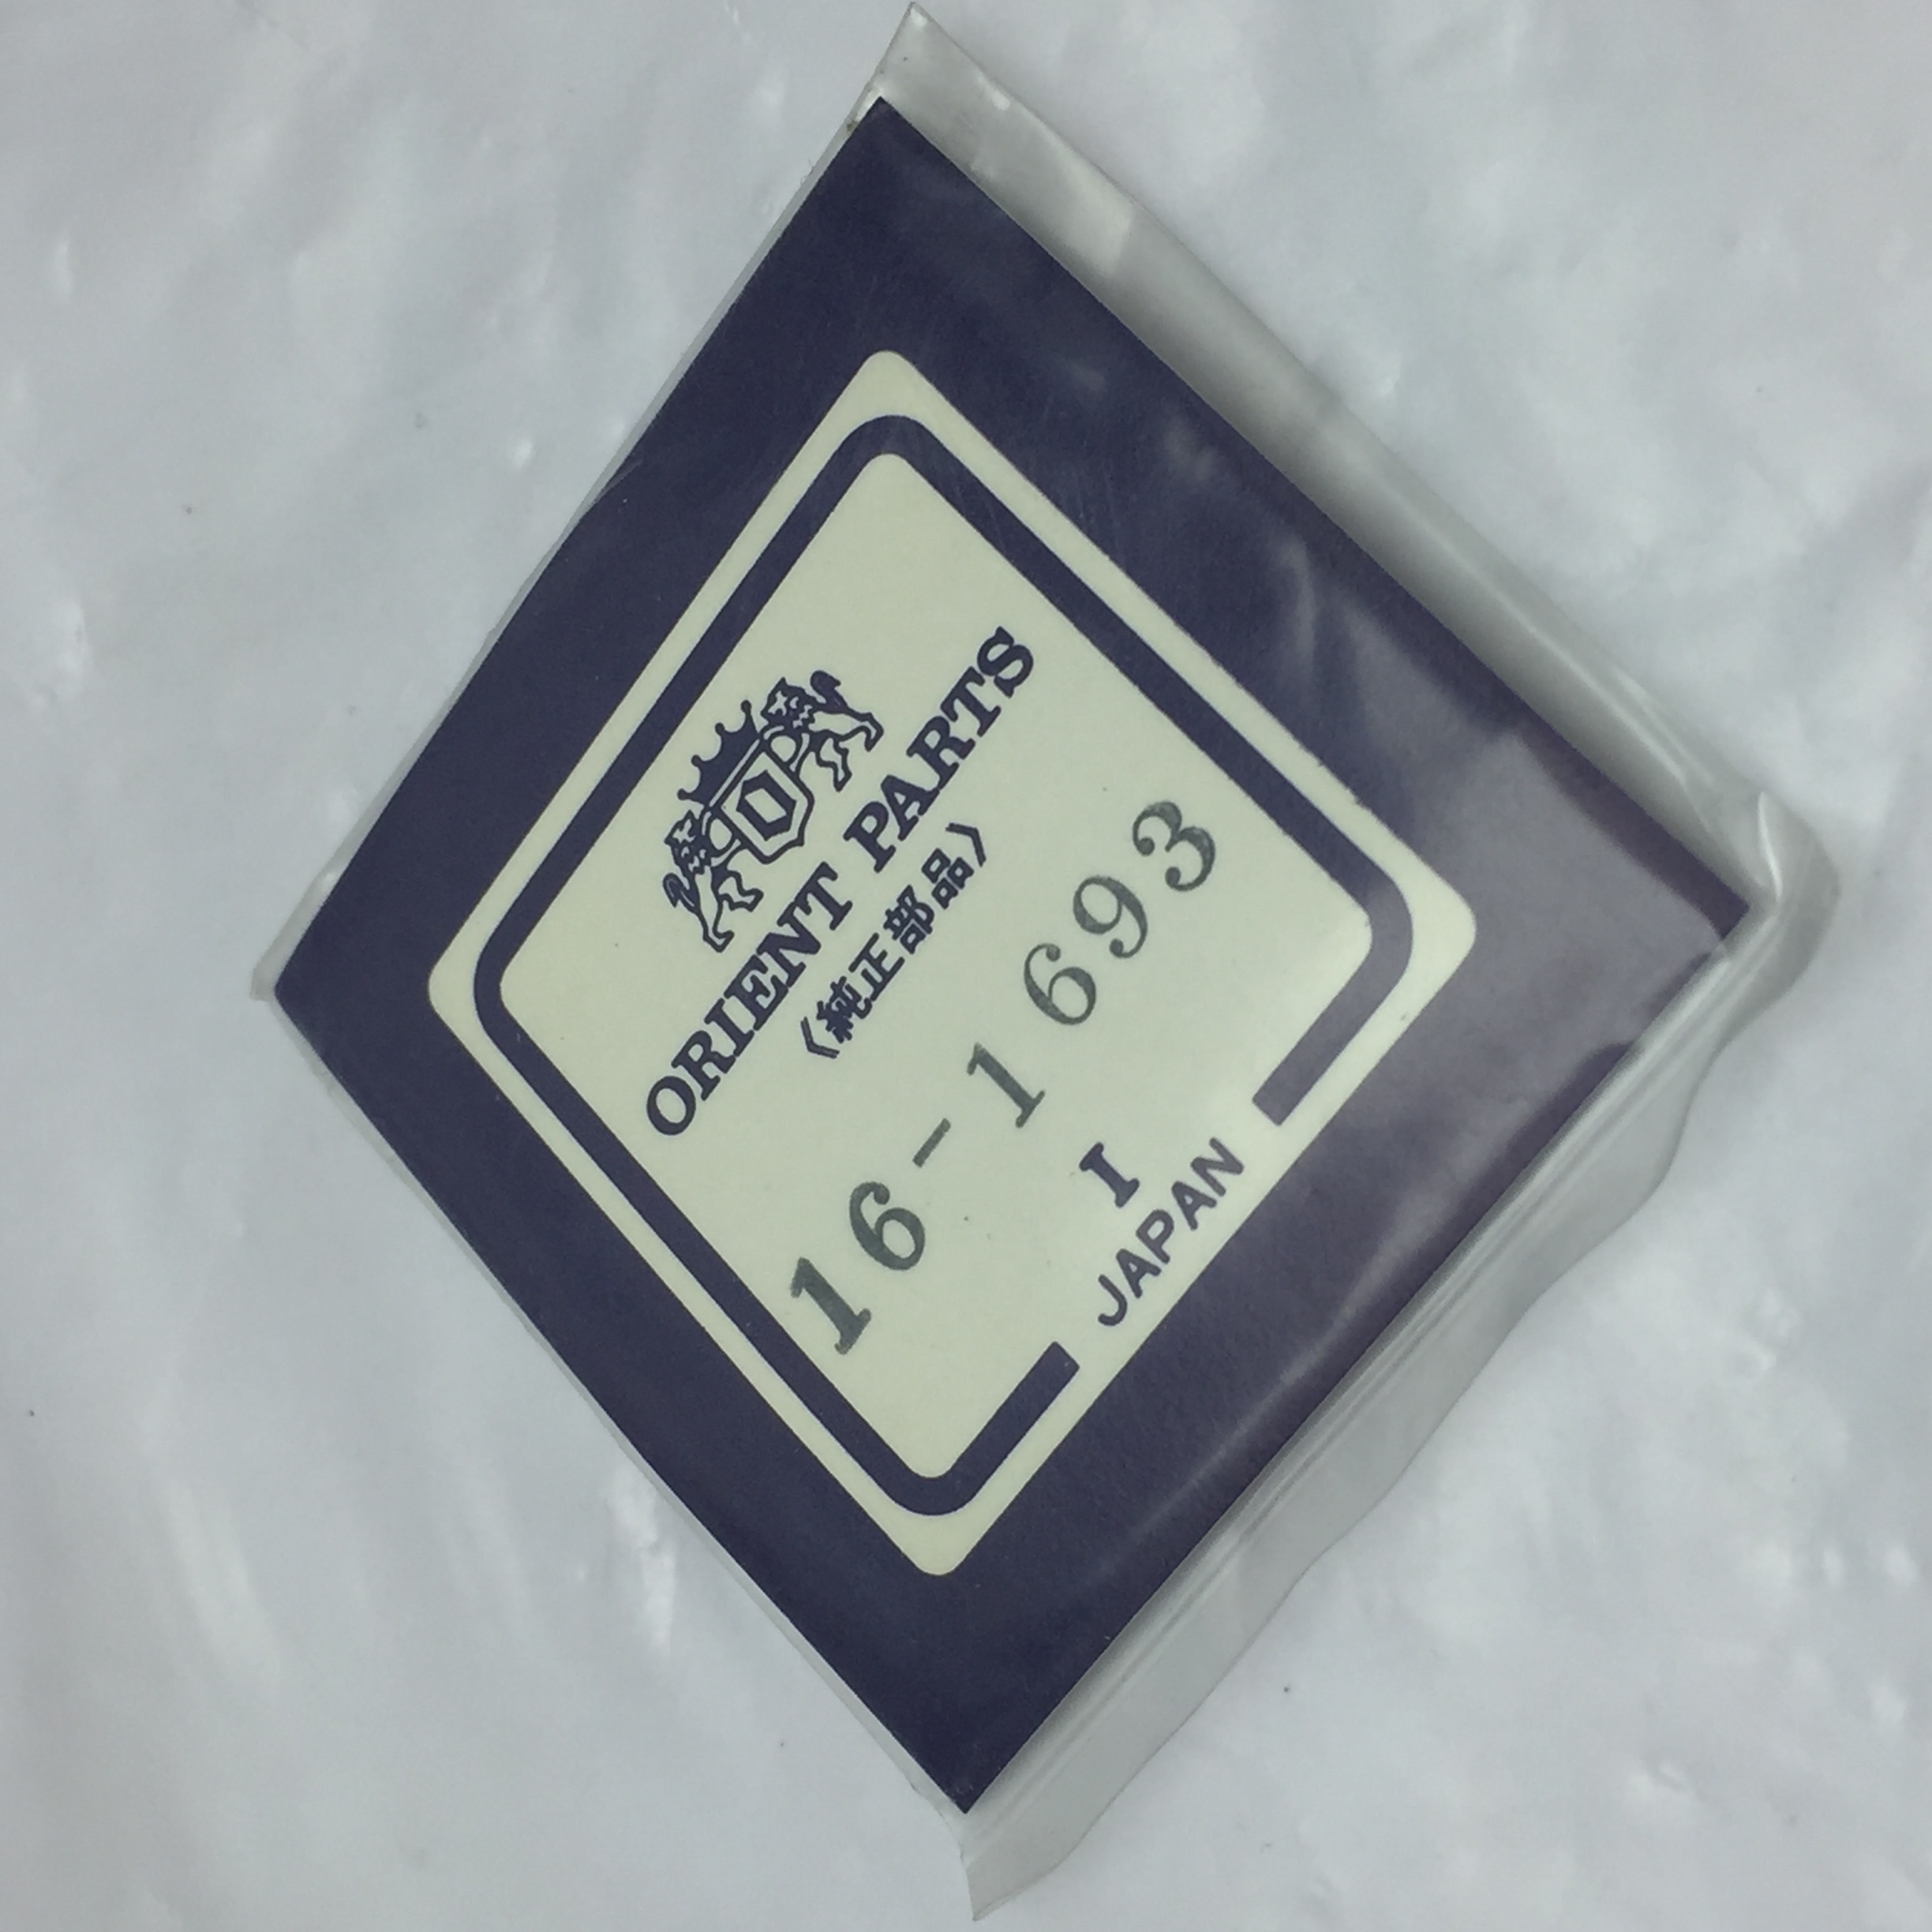 ORIENT PARTS
《純正部品》
16-1693
I
JAPAN